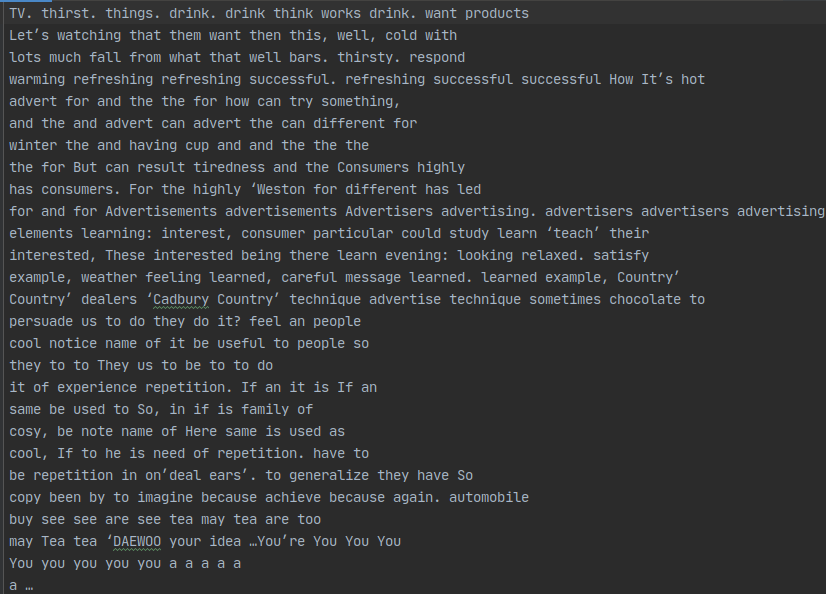 TV. thirst. things. drink. drink think works drink. want products
Let’s watching that them want then this, well, cold with
lots much fall from what that well bars. thirsty. respond
warming refreshing refreshing successful. refreshing successful successful How It’s hot
advert for and the the for how can try something,
and the and advert can advert the can different for
winter the and having cup and and the the the
the for But can result tiredness and the Consumers highly
has consumers. For the highly ‘Weston for different has led
for and for Advertisements advertisements Advertisers advertising. advertisers advertisers advertising
elements learning: interest, consumer particular could study learn ‘teach’ their
interested, These interested being there learn evening: looking relaxed. satisfy
example, weather feeling learned, careful message learned. learned example, Country’
Country’ dealers ‘Cadbury Country’ technique advertise technique sometimes chocolate to
persuade us to do they do it? feel an people
cool notice name of it be useful to people so
they to to They us to be to to do
it of experience repetition. If an it is If an
same be used to So, in if is family of
cosy, be note name of Here same is used as
cool, If to he is need of repetition. have to
be repetition in on’deal ears’. to generalize they have So
copy been by to imagine because achieve because again. automobile
buy see see are see tea may tea are too
may Tea tea ‘DAEWOO your idea …You’re You You You
You you you you you a a a a a
a …